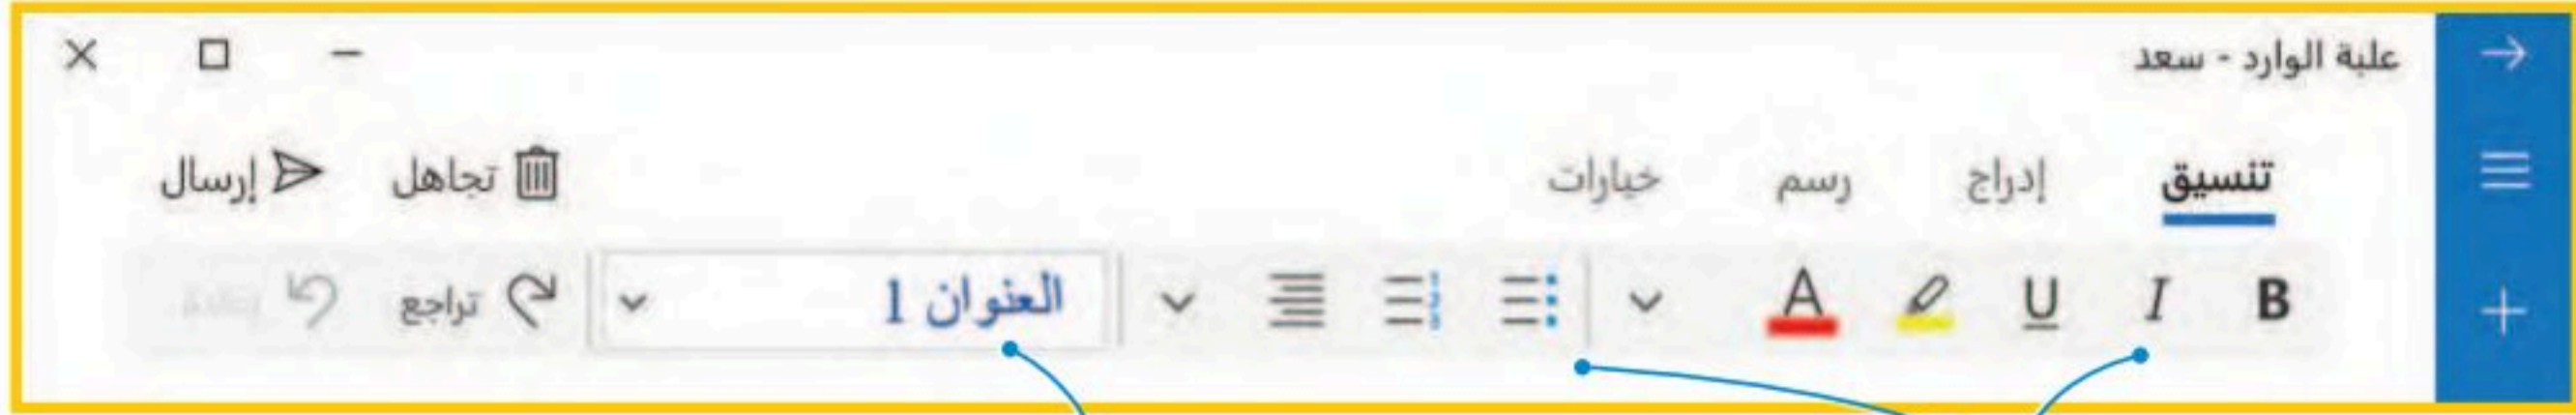 علبة الوارد - سعد
تنسيق إدراج رسم خيارات تجاهل إرسال
B I U A العنوان 1 تراجع